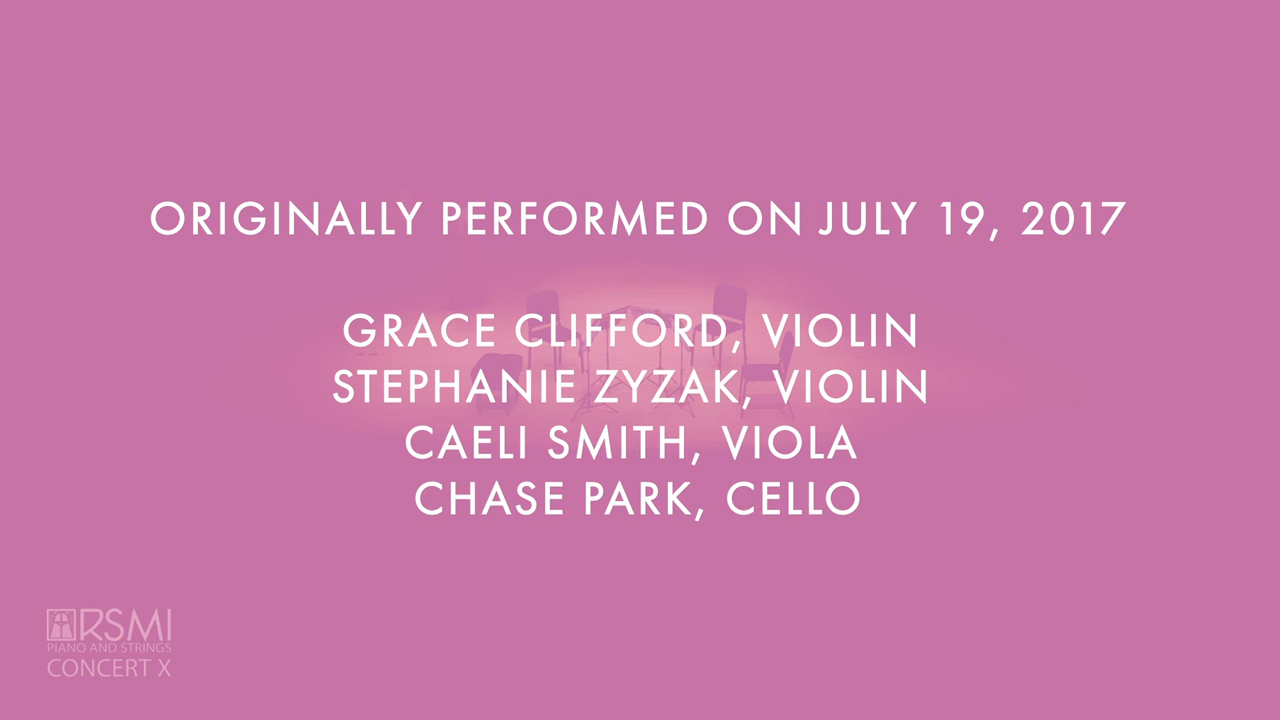 ORIGINALLY PERFORMED ON JULY 19, 2017
GRACE CLIFFORD, VIOLIN
STEPHANIE ZYZAK, VIOLIN
CAELI SMITH, VIOLA
CHASE PARK, CELLO
RSMI
PIANO AND STRINGS
CONCERT X